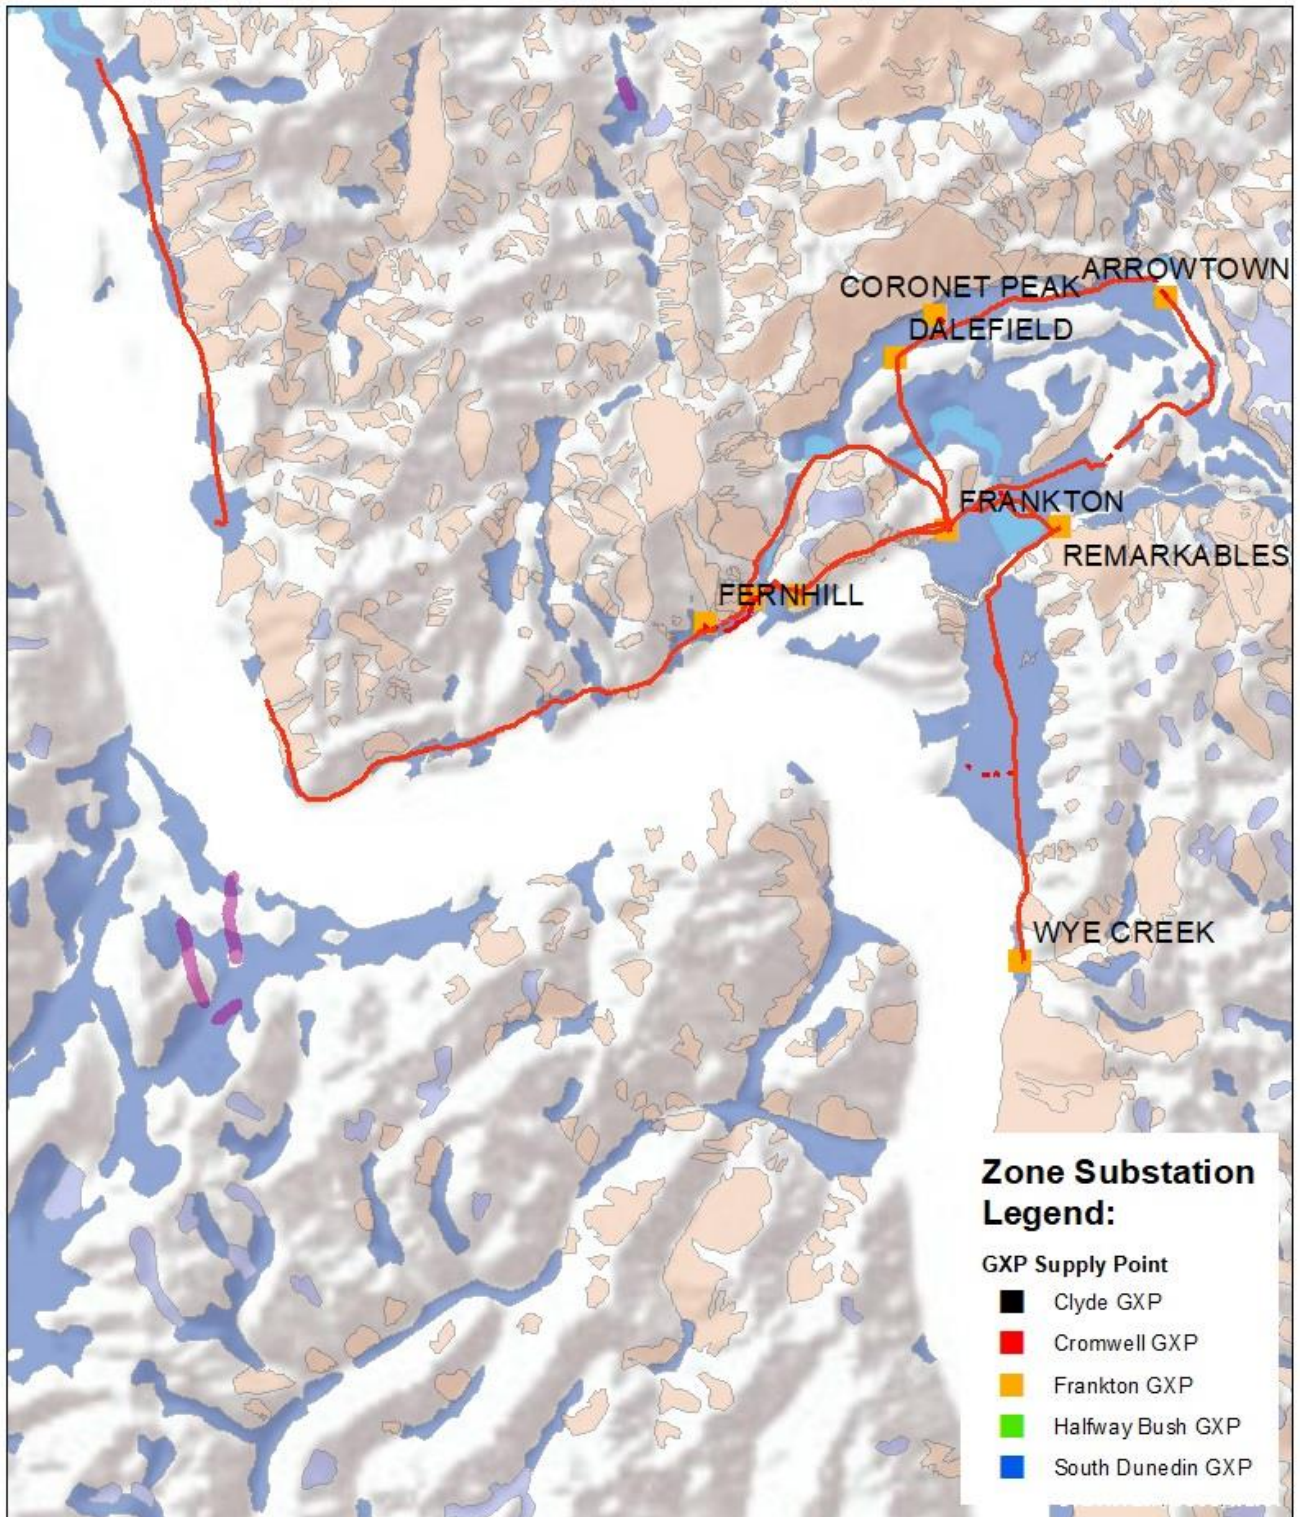 ARROWTOWN
CORONET PEAK
DALEFIELD
FRANKTON
REMARKABLES
FERNHILL
WYE CREEK
Zone Substation
Legend:
GXP Supply Point
Clyde GXP
Cromwell GXP
Frankton GXP
Halfway Bush GXP
South Dunedin GXP